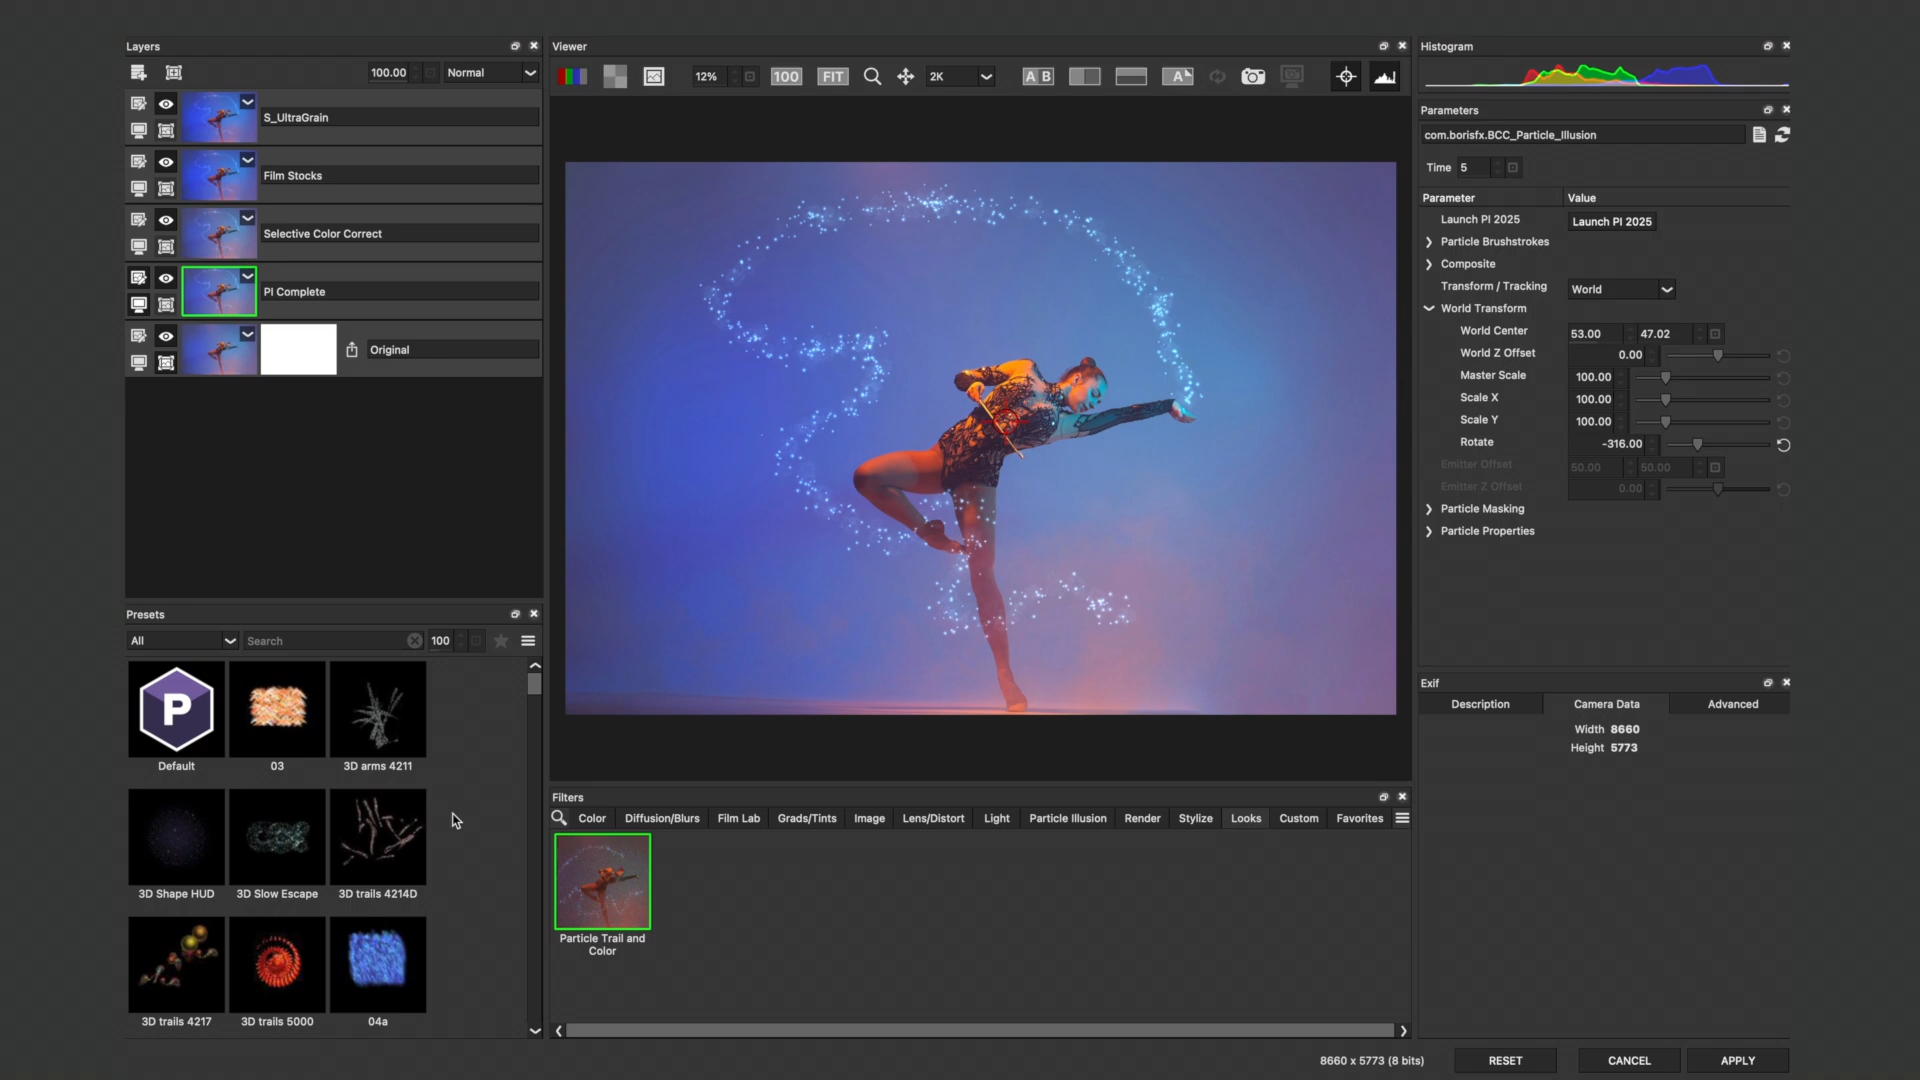 Layers
100.00 Normal
S_UltraGrain
Film Stocks
Selective Color Correct
PI Complete
Original
Presets
All Search 100
P
Default 03 3D arms 4211
3D Shape HUD 3D Slow Escape 3D trails 4214D
3D trails 4217 3D trails 5000 04a
Viewer
12% 100 FIT 2K A B A
Filters
Color Diffusion/Blurs Film Lab Grads/Tints Image Lens/Distort Light Particle Illusion Render Stylize Looks Custom Favorites
Particle Trail and
Color
Histogram
Parameters
com.borisfx.BCC_Particle_Illusion
Time 5
Parameter Value
Launch PI 2025 Launch PI 2025
Particle Brushstrokes
Composite
Transform / Tracking World
World Transform
World Center 53.00 47.02
World Z Offset 0.00
Master Scale 100.00
Scale X 100.00
Scale Y 100.00
Rotate -316.00
Emitter Offset 50.00 50.00
Emitter Z Offset 0.00
Particle Masking
Particle Properties
Exif
Description Camera Data Advanced
Width 8660
Height 5773
8660 x 5773 (8 bits) RESET CANCEL APPLY